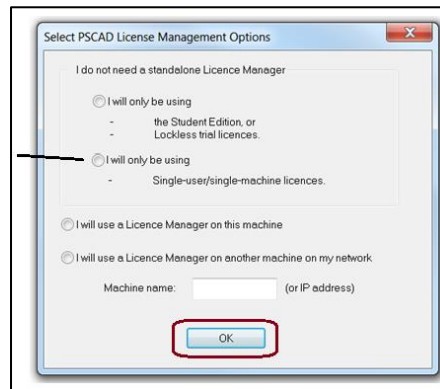 Select PSCAD License Management Options
I do not need a standalone Licence Manager
I will only be using
- the Student Edition, or
- Lockless trial licences.
I will only be using
- Single-user/single-machine licences.
I will use a Licence Manager on this machine
I will use a Licence Manager on another machine on my network
Machine name: (or IP address)
OK